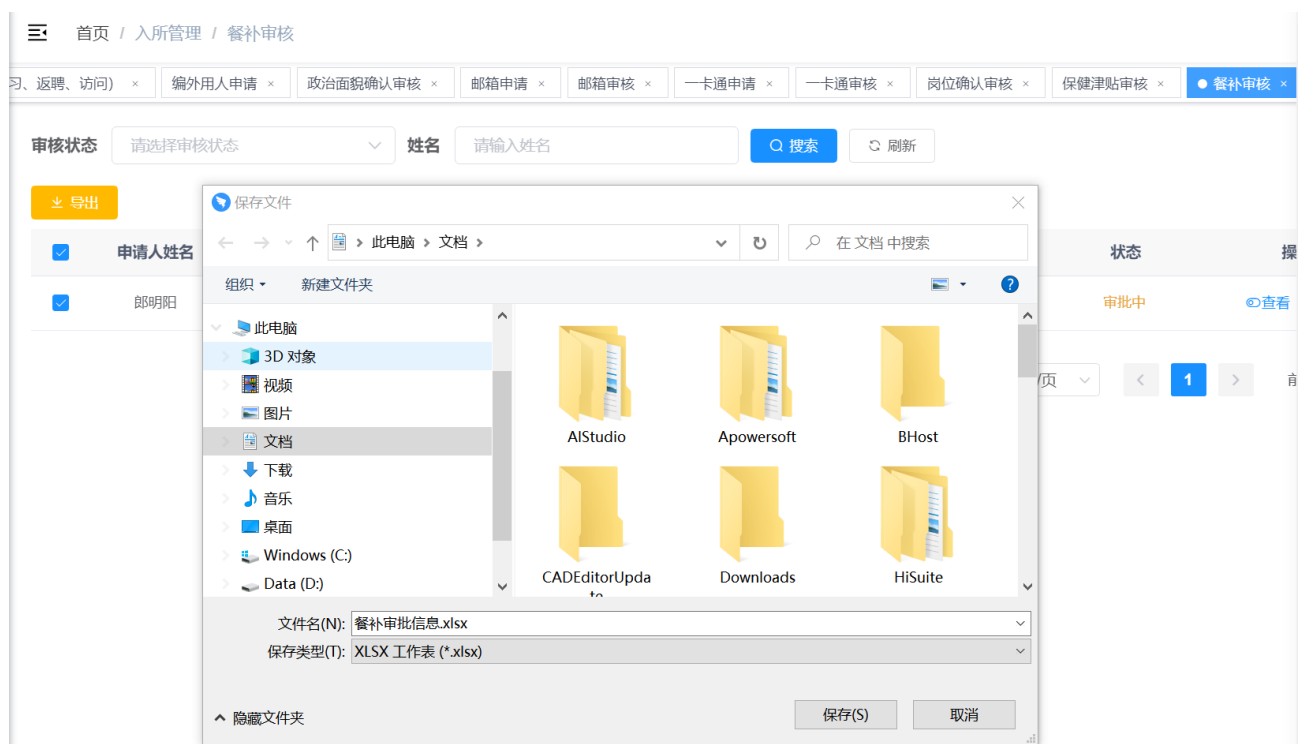 首页 / 入所管理 / 餐补审核
习、返聘、访问) × 编外用人申请 × 政治面貌确认审核 × 邮箱申请 × 邮箱审核 × 一卡通申请 × 一卡通审核 × 岗位确认审核 × 保健津贴审核 × 餐补审核 ×
审核状态 请选择审核状态 姓名 请输入姓名 搜索 刷新
导出
申请人姓名 状态 操
郎明阳 审批中 查看
/页 1 前
保存文件
此电脑 > 文档 > 在 文档 中搜索
组织 新建文件夹
此电脑
3D 对象
视频
图片
文档
下载
音乐
桌面
Windows (C:)
Data (D:)
AIStudio Apowersoft BHost
CADEditorUpda
te
Downloads HiSuite
文件名(N): 餐补审批信息.xlsx
保存类型(T): XLSX 工作表 (*.xlsx)
隐藏文件夹 保存(S) 取消